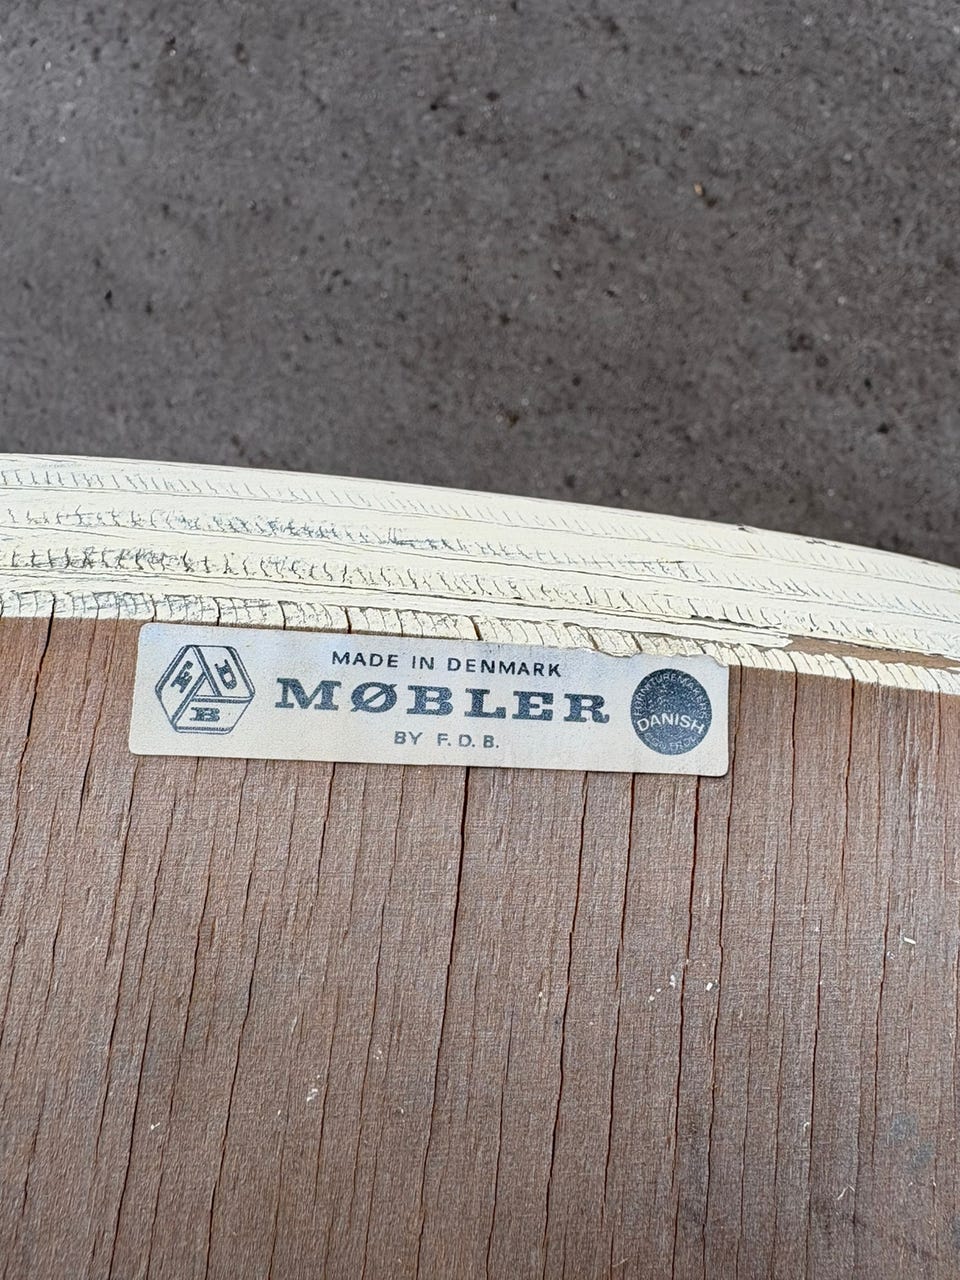 MADE IN DENMARK
F D B
MØBLER
DANISH
BY F.D.B.